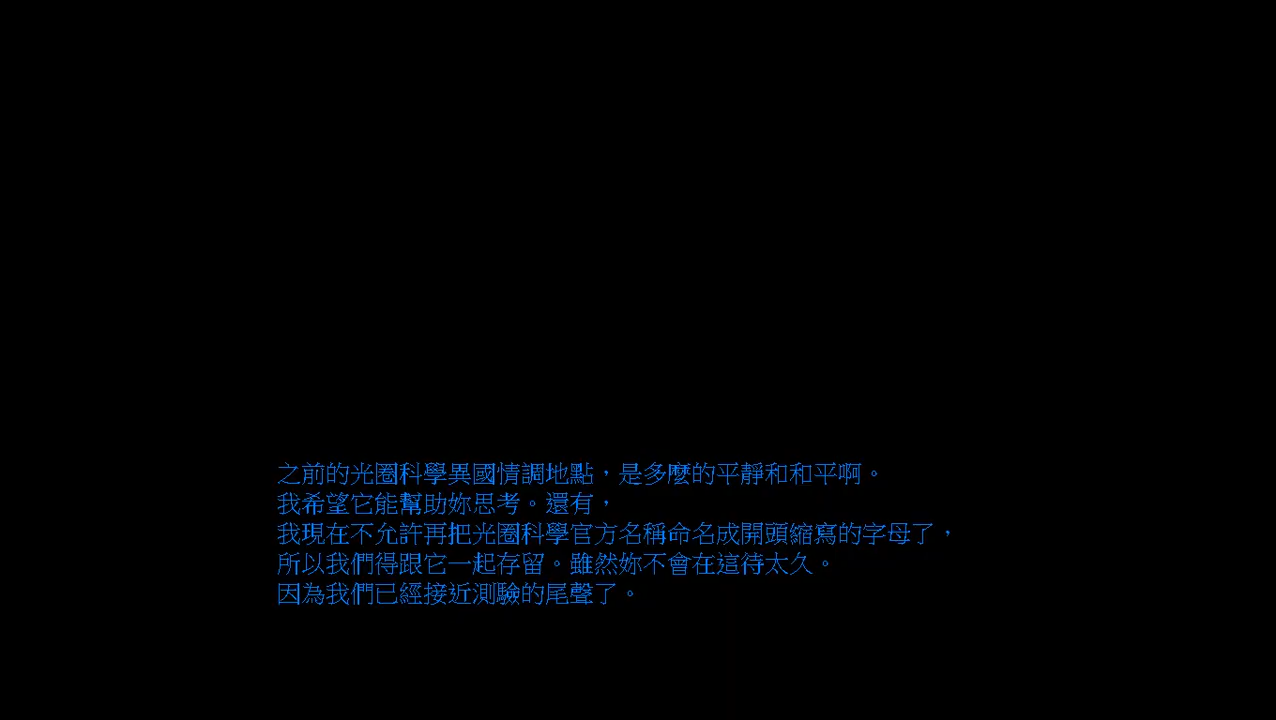 之前的光圈科學異國情調地點，是多麼的平靜和和平啊。
我希望它能幫助妳思考。還有，
我現在不允許再把光圈科學官方名稱命名成開頭縮寫的字母了，
所以我們得跟它一起存留。雖然妳不會在這待太久。
因為我們已經接近測驗的尾聲了。